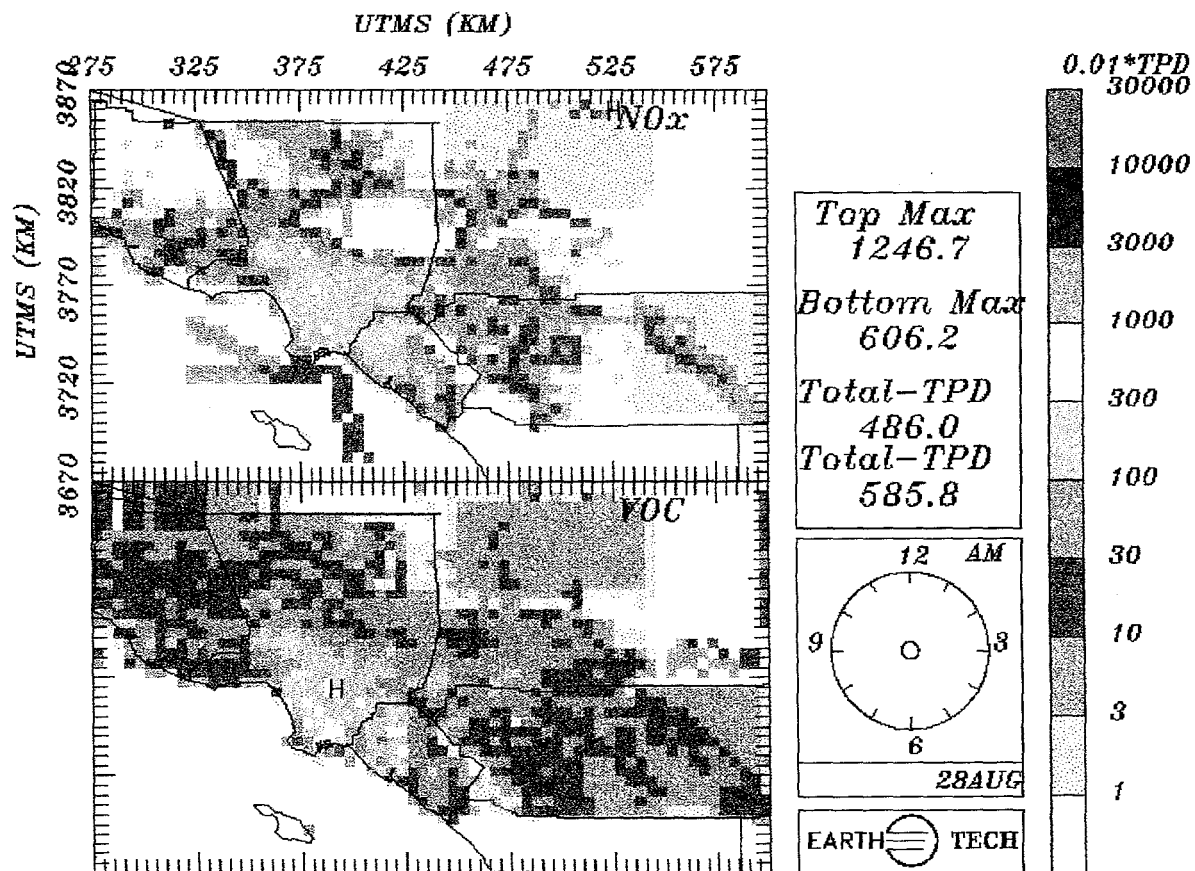 UTMS (KM)
275 325 375 425 475 525 575
0.01*TPD
UTMS (KM)
3870
3820
3770
3720
3670
NOx
H
VOC
H
Top Max
1246.7
Bottom Max
606.2
Total-TPD
486.0
Total-TPD
585.8
12 AM
9 3
6
28AUG
EARTH TECH
30000
10000
3000
1000
300
100
30
10
3
1